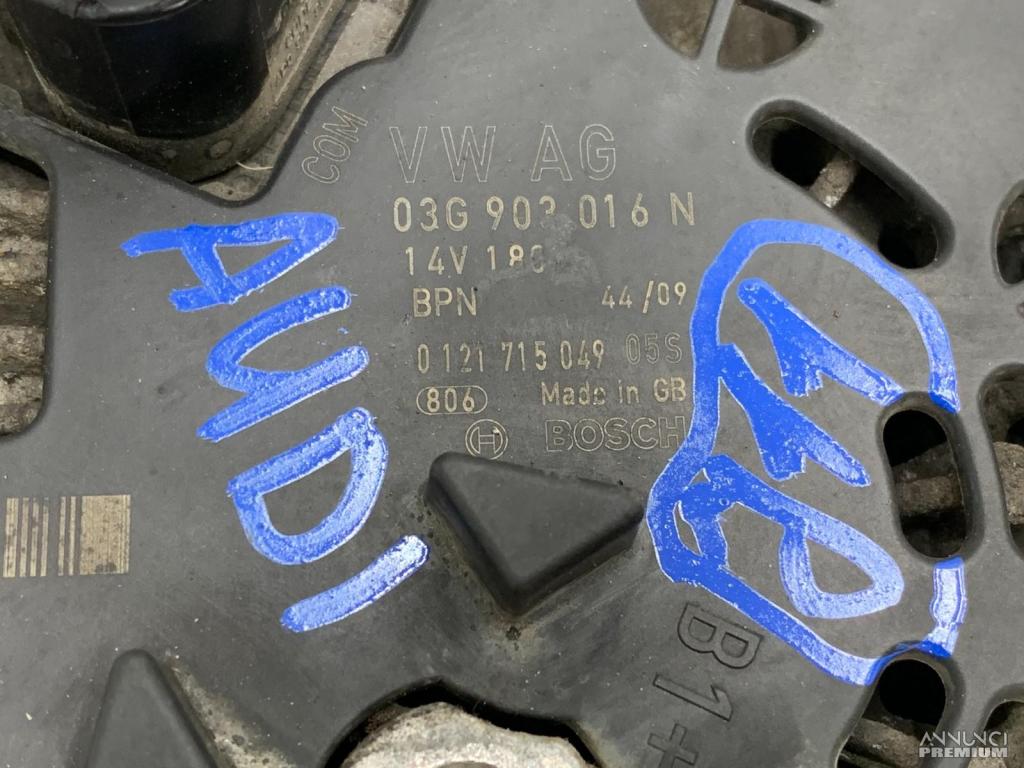 COM
VW AG
03G 903 016 N
14V 180
BPN 44/09
0 121 715 049 05S
806 Made in GB
BOSCH
AUDI
B1+
ANNUNCI
PREMIUM